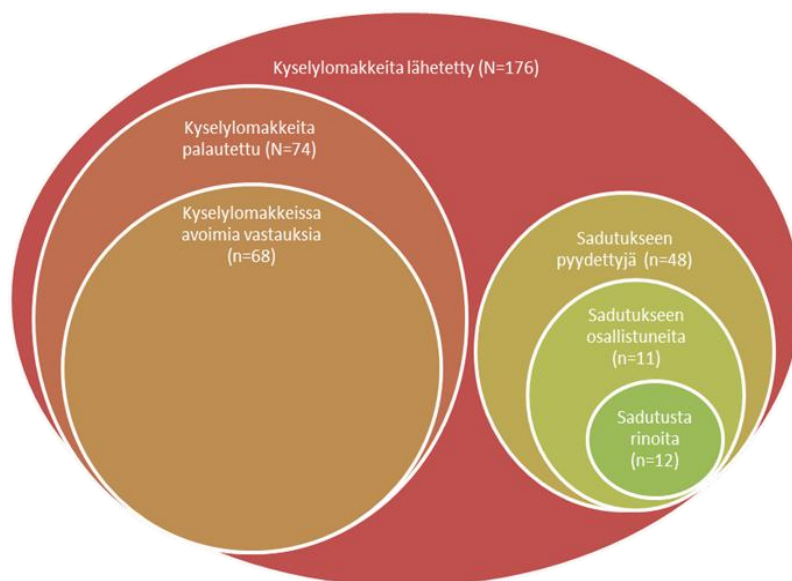 Kyselylomakkeita lähetetty (N=176)
Kyselylomakkeita
palautettu (N=74)
Kyselylomakkeissa
avoimia vastauksia
(n=68)
Sadutukseen
pyydettyjä (n=48)
Sadutukseen
osallistuneita
(n=11)
Sadutusta
rinoita
(n=12)